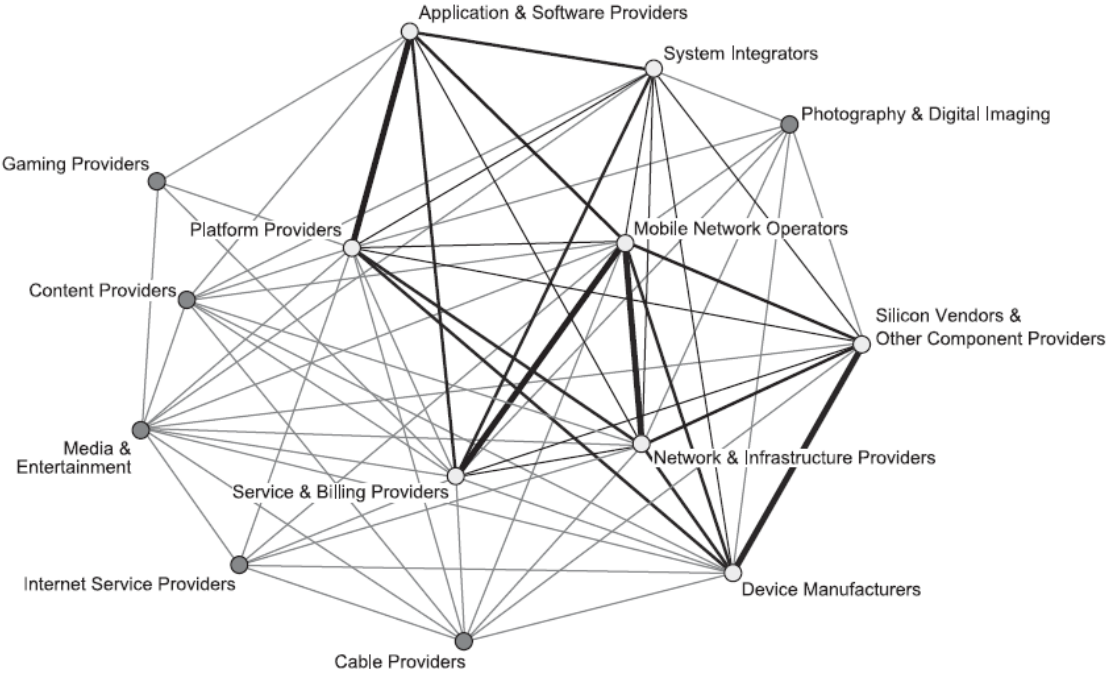 Application & Software Providers
System Integrators
Photography & Digital Imaging
Gaming Providers
Platform Providers
Mobile Network Operators
Content Providers
Silicon Vendors &
Other Component Providers
Media &
Entertainment
Network & Infrastructure Providers
Service & Billing Providers
Internet Service Providers
Device Manufacturers
Cable Providers